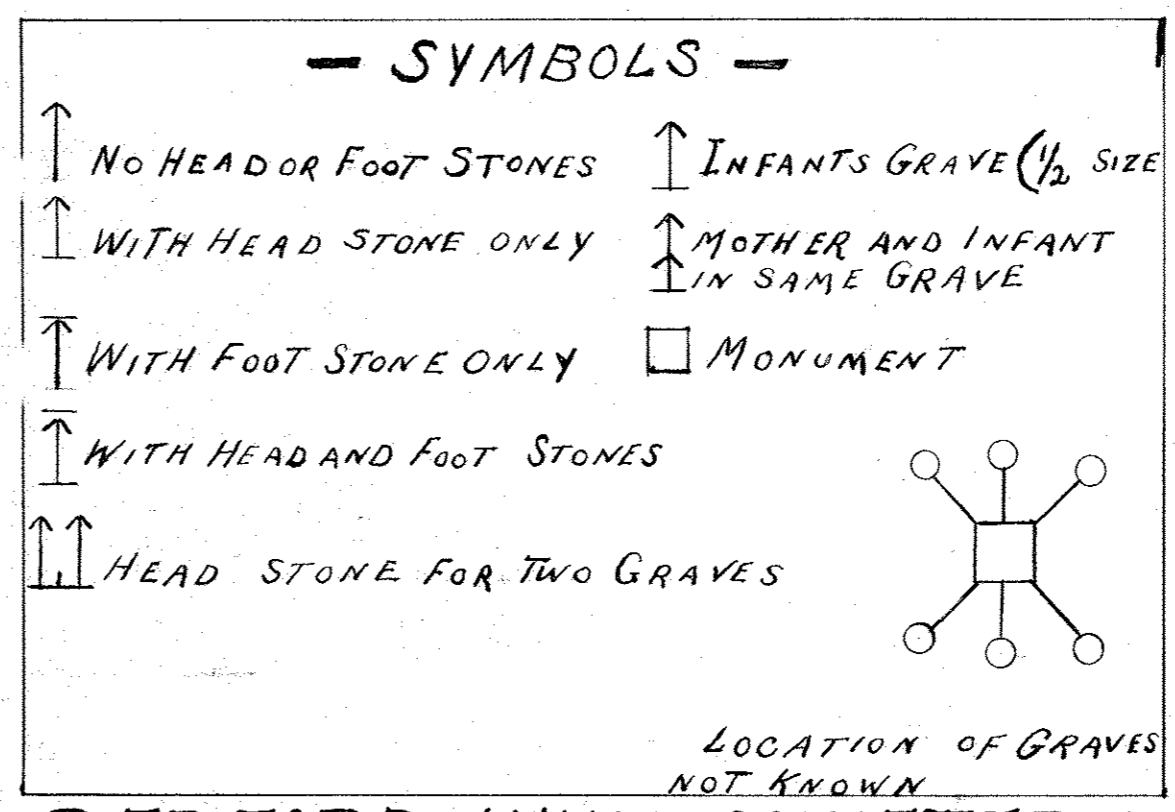 — SYMBOLS —
NO HEAD OR FOOT STONES
WITH HEAD STONE ONLY
WITH FOOT STONE ONLY
WITH HEAD AND FOOT STONES
HEAD STONE FOR TWO GRAVES
INFANTS GRAVE (1/2 SIZE
MOTHER AND INFANT
IN SAME GRAVE
MONUMENT
LOCATION OF GRAVES
NOT KNOWN